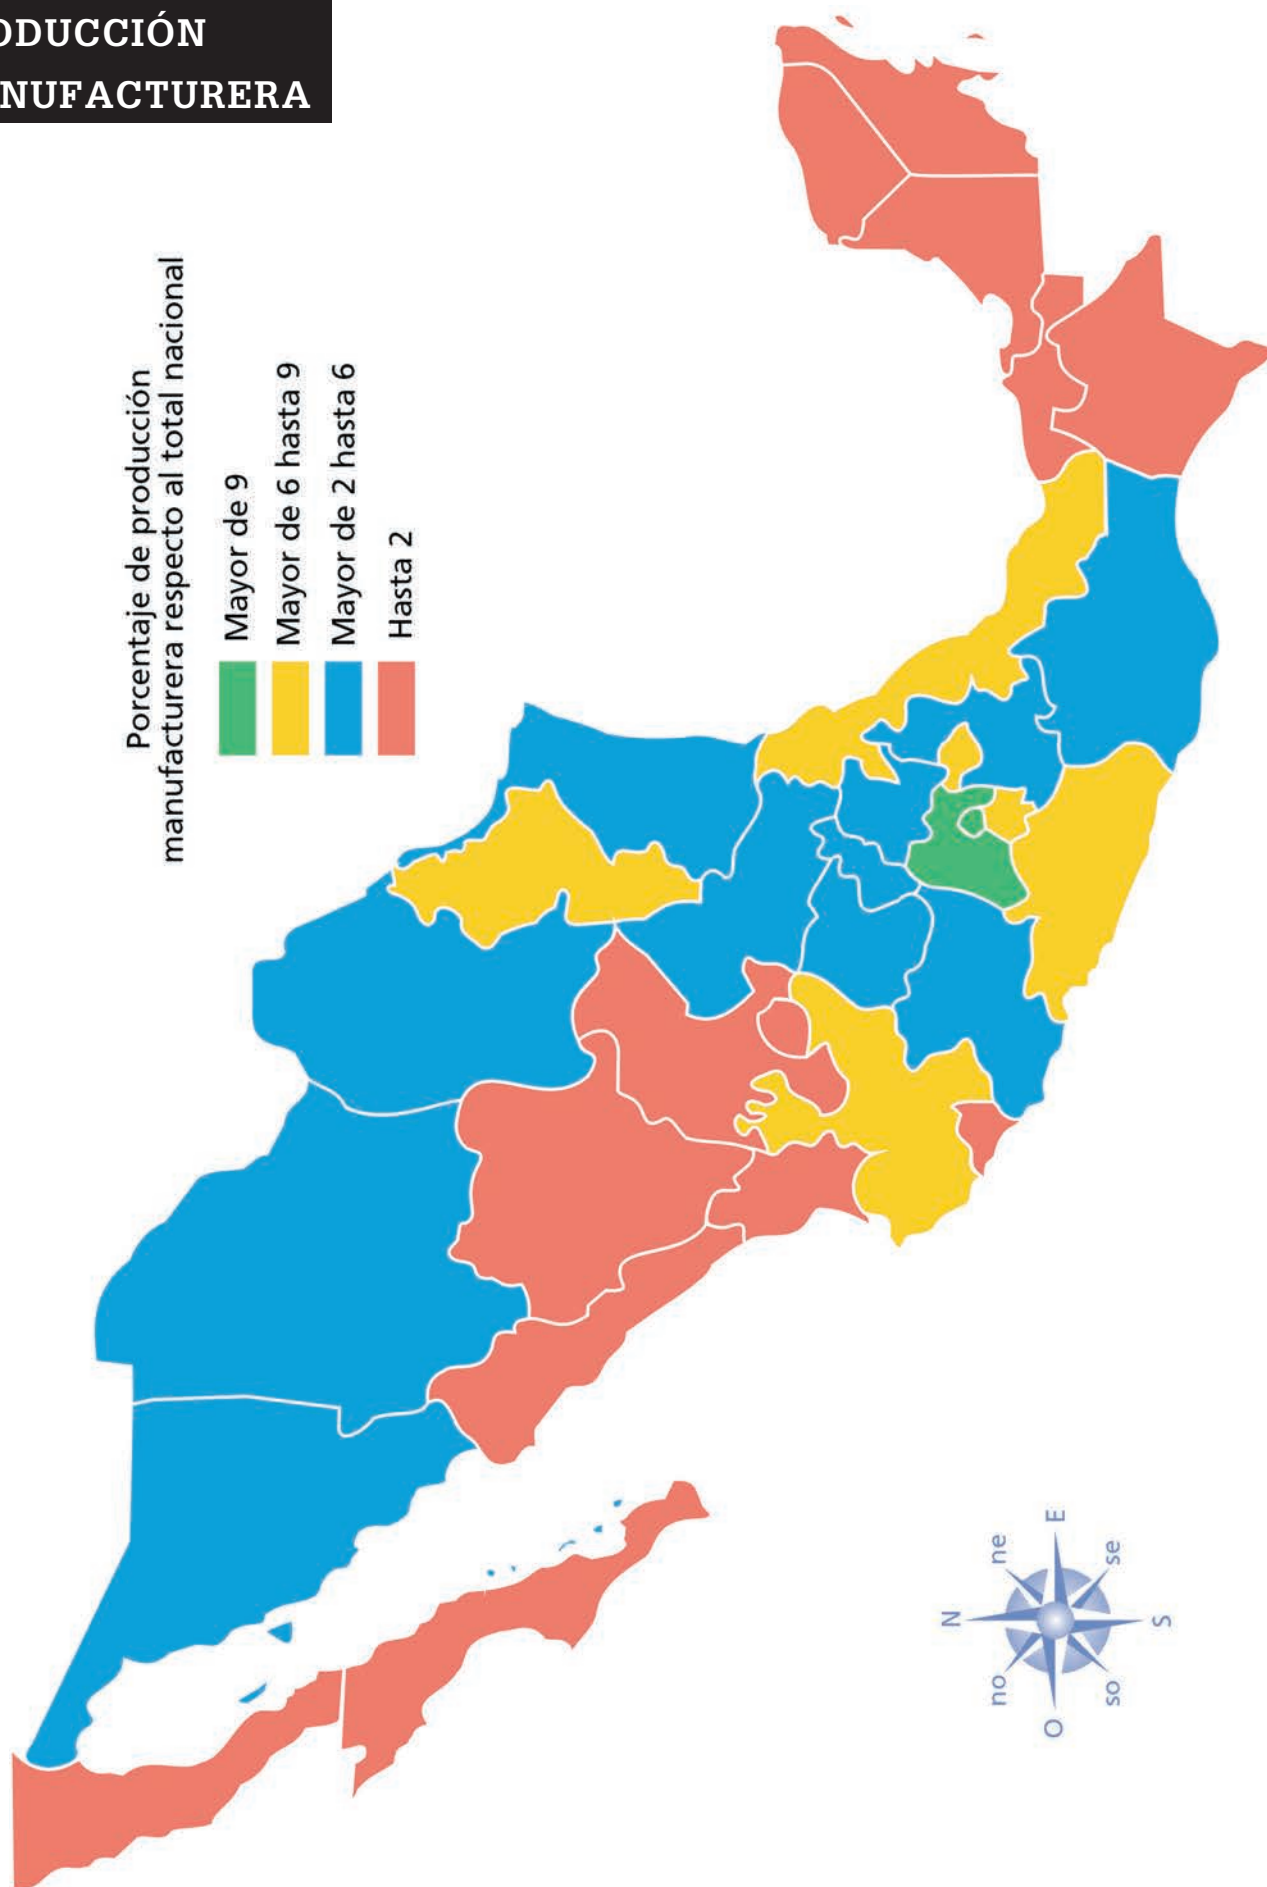 ODUCCIÓN
NUFACTURERA
Porcentaje de producción
manufacturera respecto al total nacional
Mayor de 9
Mayor de 6 hasta 9
Mayor de 2 hasta 6
Hasta 2
N
ne
E
se
S
so
O
no